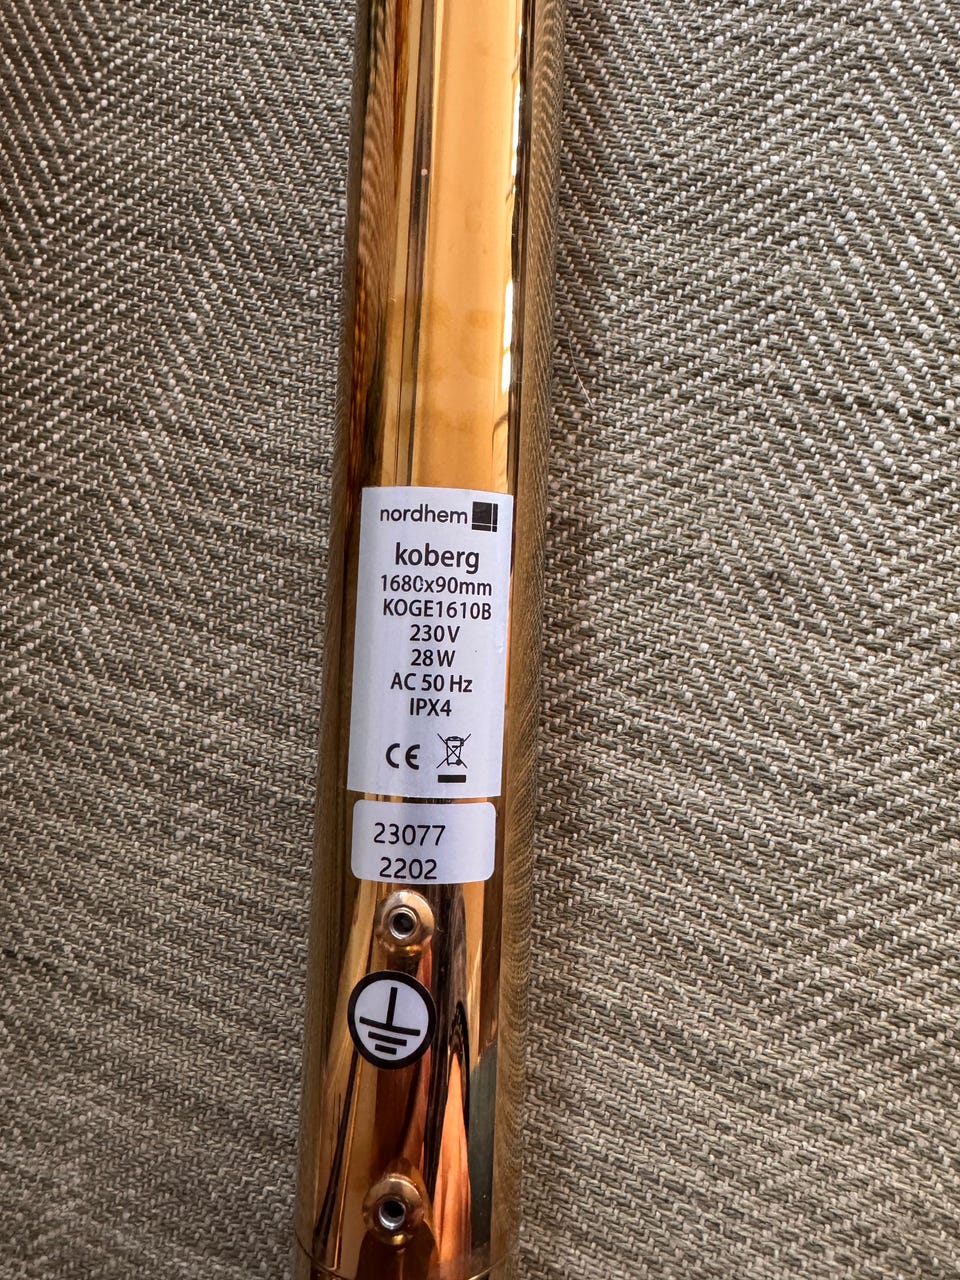 nordhem
koberg
1680x90mm
KOGE1610B
230V
28W
AC 50 Hz
IPX4
CE
23077
2202